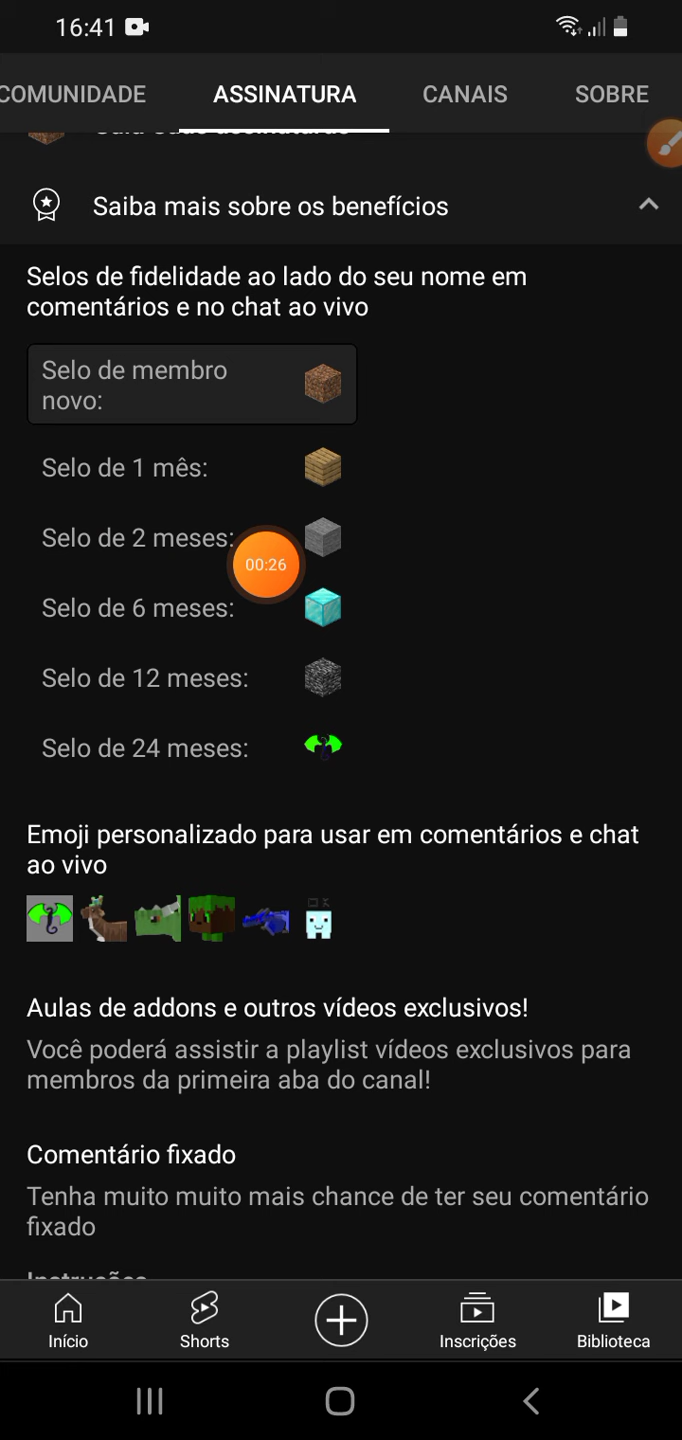 16:41
COMUNIDADE
ASSINATURA
CANAIS
SOBRE
Saiba mais sobre os benefícios
Selos de fidelidade ao lado do seu nome em
comentários e no chat ao vivo
Selo de membro
novo:
Selo de 1 mês:
Selo de 2 meses:
00:26
Selo de 6 meses:
Selo de 12 meses:
Selo de 24 meses:
Emoji personalizado para usar em comentários e chat
ao vivo
Aulas de addons e outros vídeos exclusivos!
Você poderá assistir a playlist vídeos exclusivos para
membros da primeira aba do canal!
Comentário fixado
Tenha muito muito mais chance de ter seu comentário
fixado
Início
Shorts
Inscrições
Biblioteca